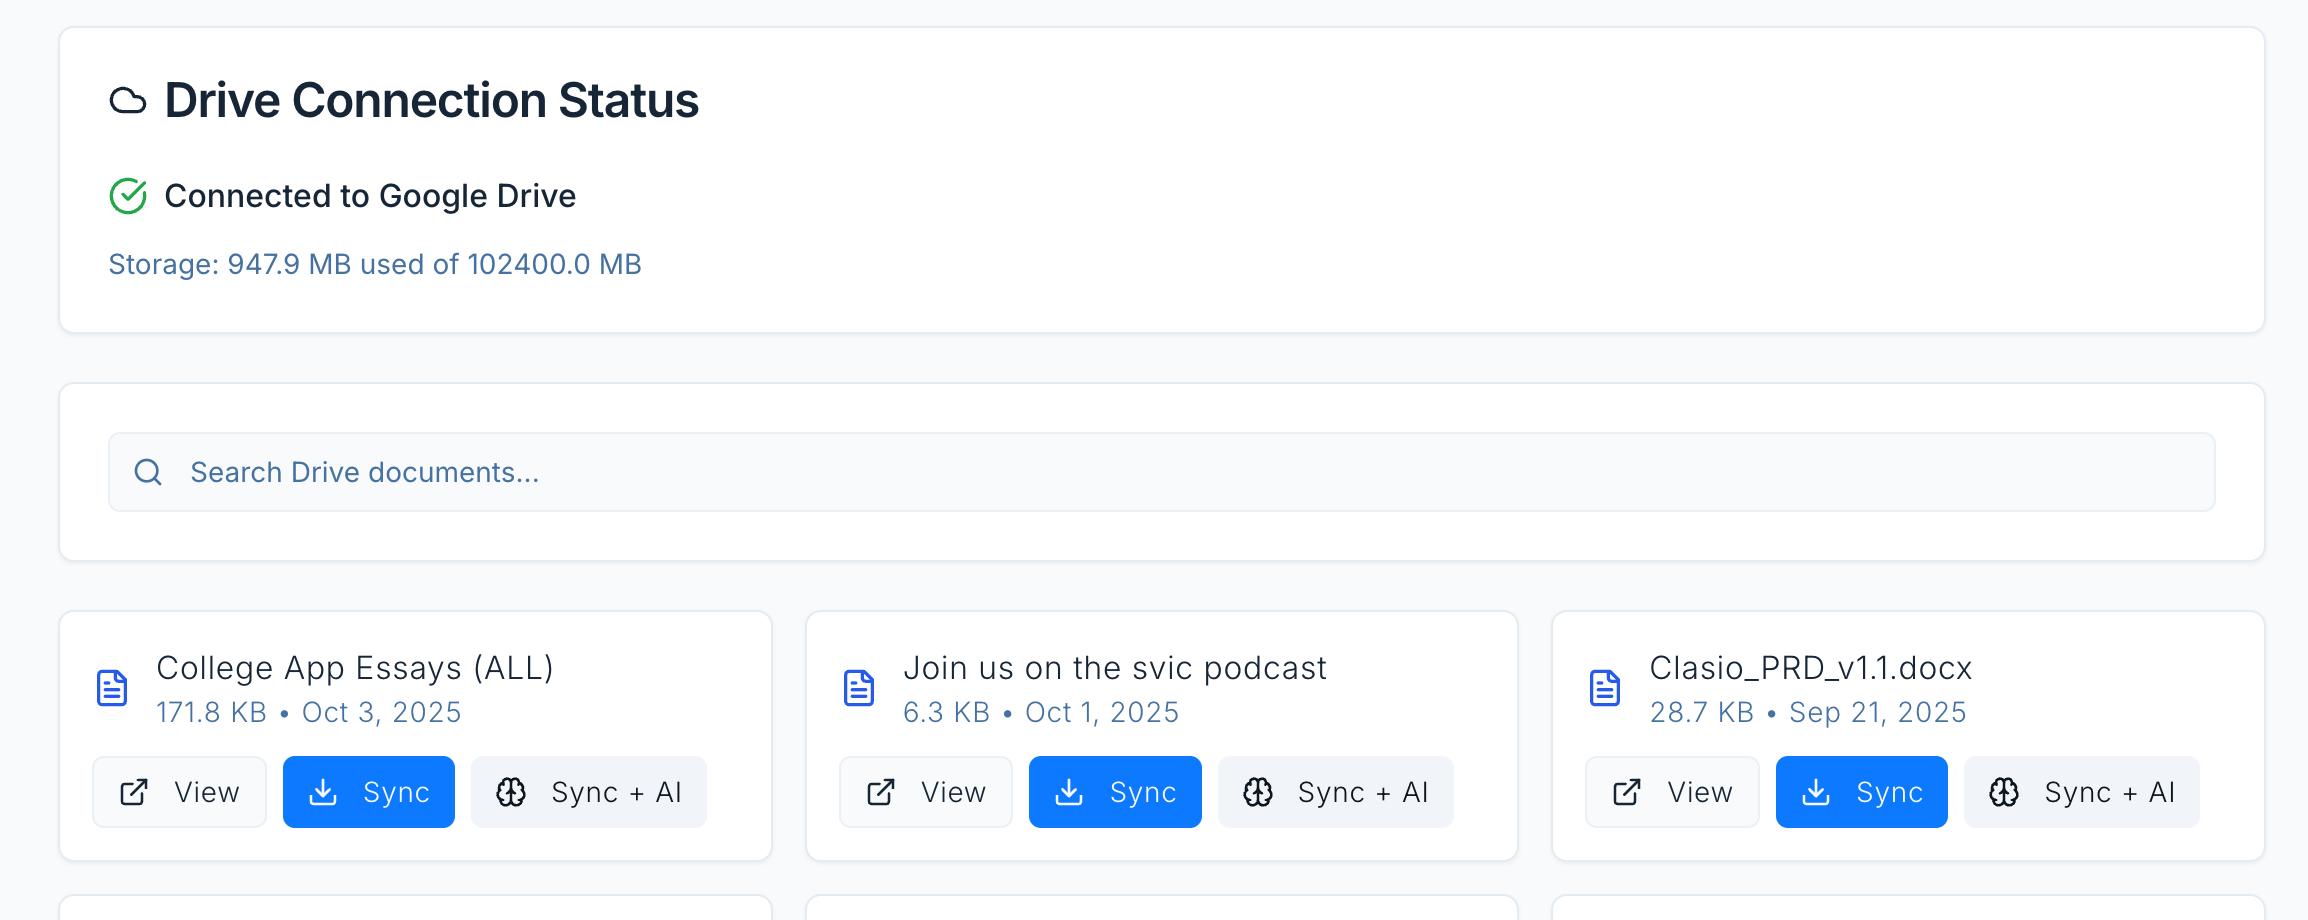 Drive Connection Status
Connected to Google Drive
Storage: 947.9 MB used of 102400.0 MB
Search Drive documents...
College App Essays (ALL)
171.8 KB • Oct 3, 2025
View
Sync
Sync + AI
Join us on the svic podcast
6.3 KB • Oct 1, 2025
View
Sync
Sync + AI
Clasio_PRD_v1.1.docx
28.7 KB • Sep 21, 2025
View
Sync
Sync + AI